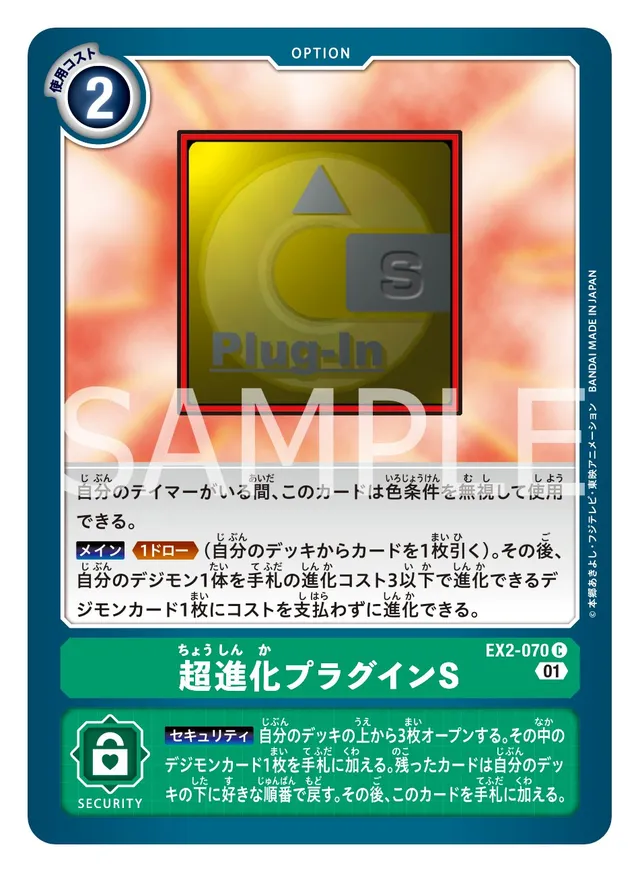 OPTION
使用コスト
2
S
Plug-In
SAMPLE
自分のテイマーがいる間、このカードは色条件を無視して使用
できる。
メイン 1ドロー (自分のデッキからカードを1枚引く)。その後、
自分のデジモン1体を手札の進化コスト3以下で進化できるデ
ジモンカード1枚にコストを支払わずに進化できる。
EX2-070 C
超進化プラグインS
01
セキュリティ 自分のデッキの上から3枚オープンする。その中の
デジモンカード1枚を手札に加える。残ったカードは自分のデッ
キの下に好きな順番で戻す。その後、このカードを手札に加える。
SECURITY
© 本郷あきよし・フジテレビ・東映アニメーション BANDAI MADE IN JAPAN